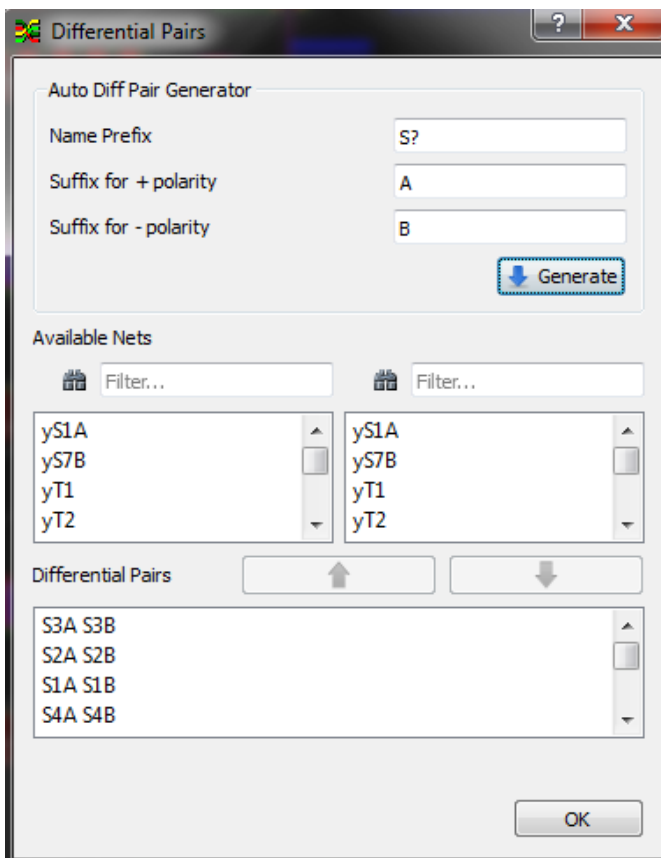 Differential Pairs
?
Auto Diff Pair Generator
Name Prefix S?
Suffix for + polarity A
Suffix for - polarity B
Generate
Available Nets
Filter... Filter...
yS1A yS1A
yS7B yS7B
yT1 yT1
yT2 yT2
Differential Pairs
S3A S3B
S2A S2B
S1A S1B
S4A S4B
OK